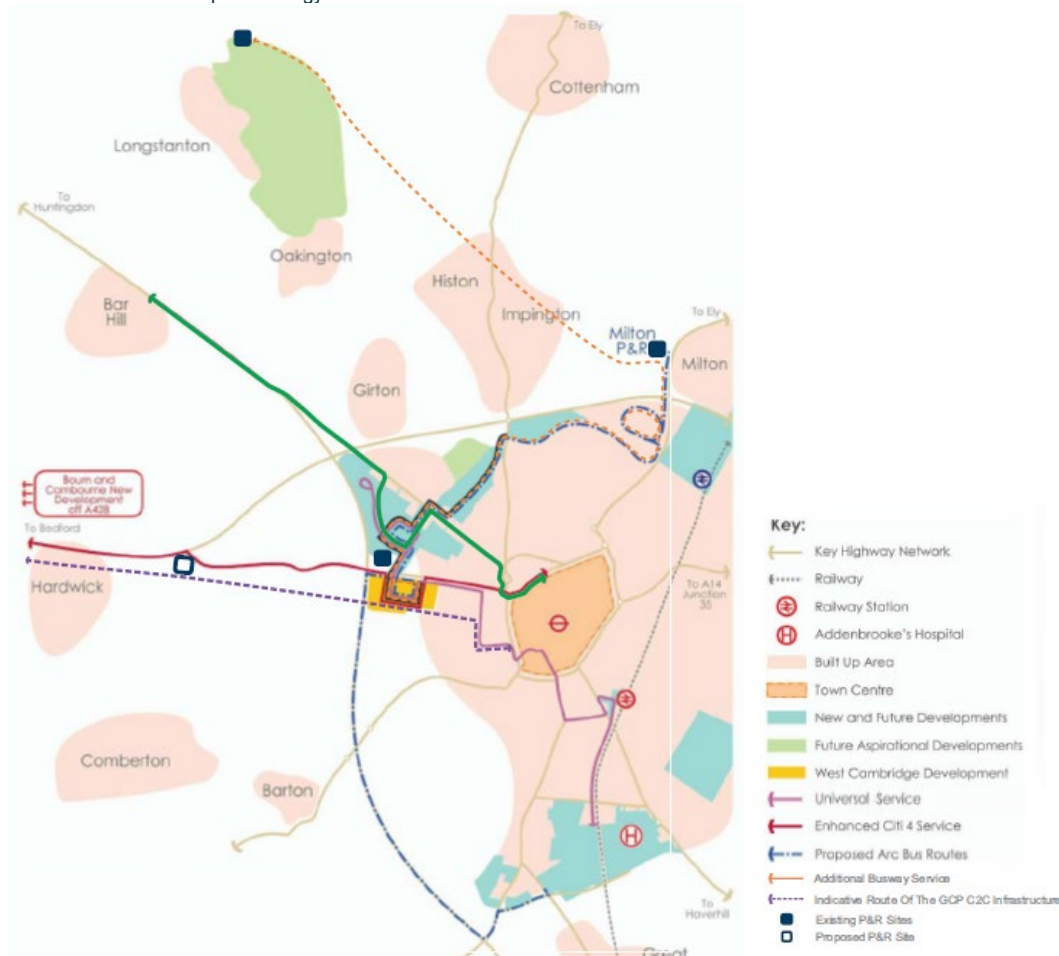 To Ely
Cottenham
Longstanton
To
Huntingdon
Oakington
Histon
Bar
Hill
Impington
To Ely
Milton
P&R
Milton
Girton
Bourn and
Cambourne New
Development
off A428
To Bedford
Hardwick
To A14
Junction
35
Comberton
Barton
To
Haverhill
Great
Key:
Key Highway Network
Railway
Railway Station
H
Addenbrooke's Hospital
Built Up Area
Town Centre
New and Future Developments
Future Aspirational Developments
West Cambridge Development
Universal Service
Enhanced Citi 4 Service
Proposed Arc Bus Routes
Additional Busway Service
Indicative Route Of The GCP C2C Infrastructure
Existing P&R Sites
Proposed P&R Site
H